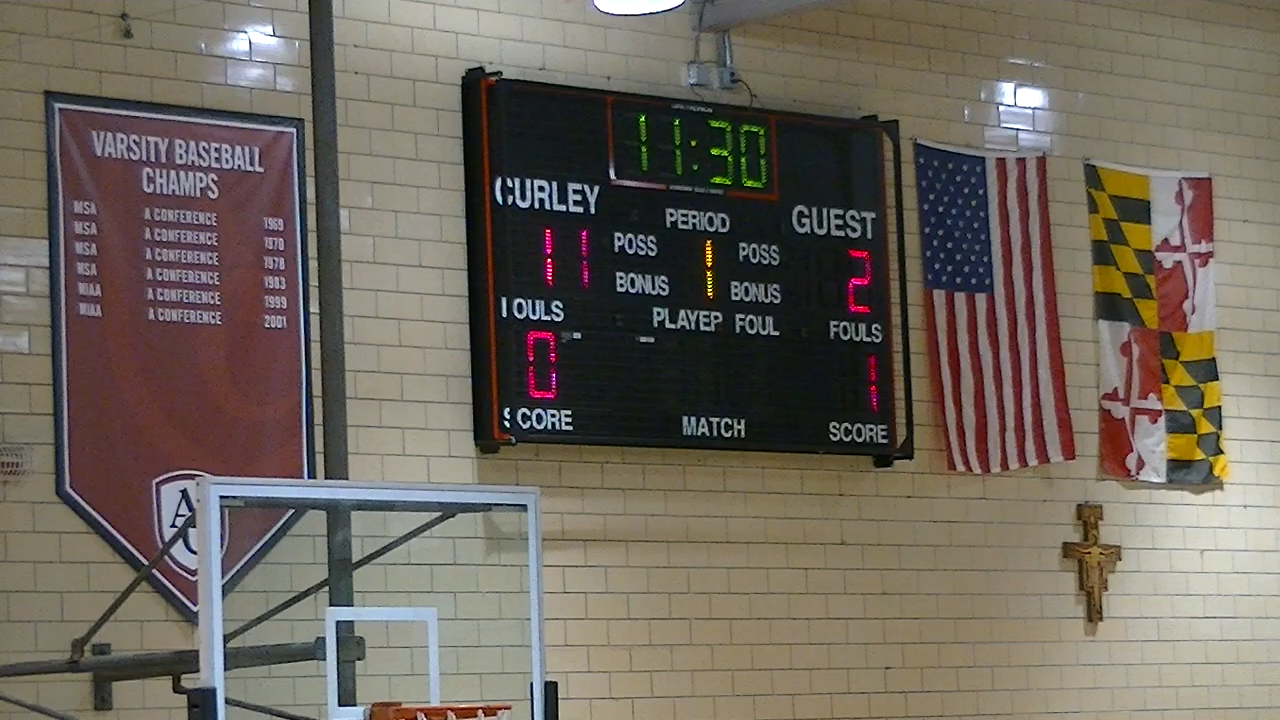 VARSITY BASEBALL
CHAMPS
MSA A CONFERENCE 1969
MSA A CONFERENCE 1970
MSA A CONFERENCE 1978
MSA A CONFERENCE 1983
MIAA A CONFERENCE 1999
MIAA A CONFERENCE 2001
A
11:30
CURLEY PERIOD GUEST
11 POSS 1 POSS 2
BONUS BONUS
FOULS PLAYER FOUL FOULS
0 1
SCORE MATCH SCORE